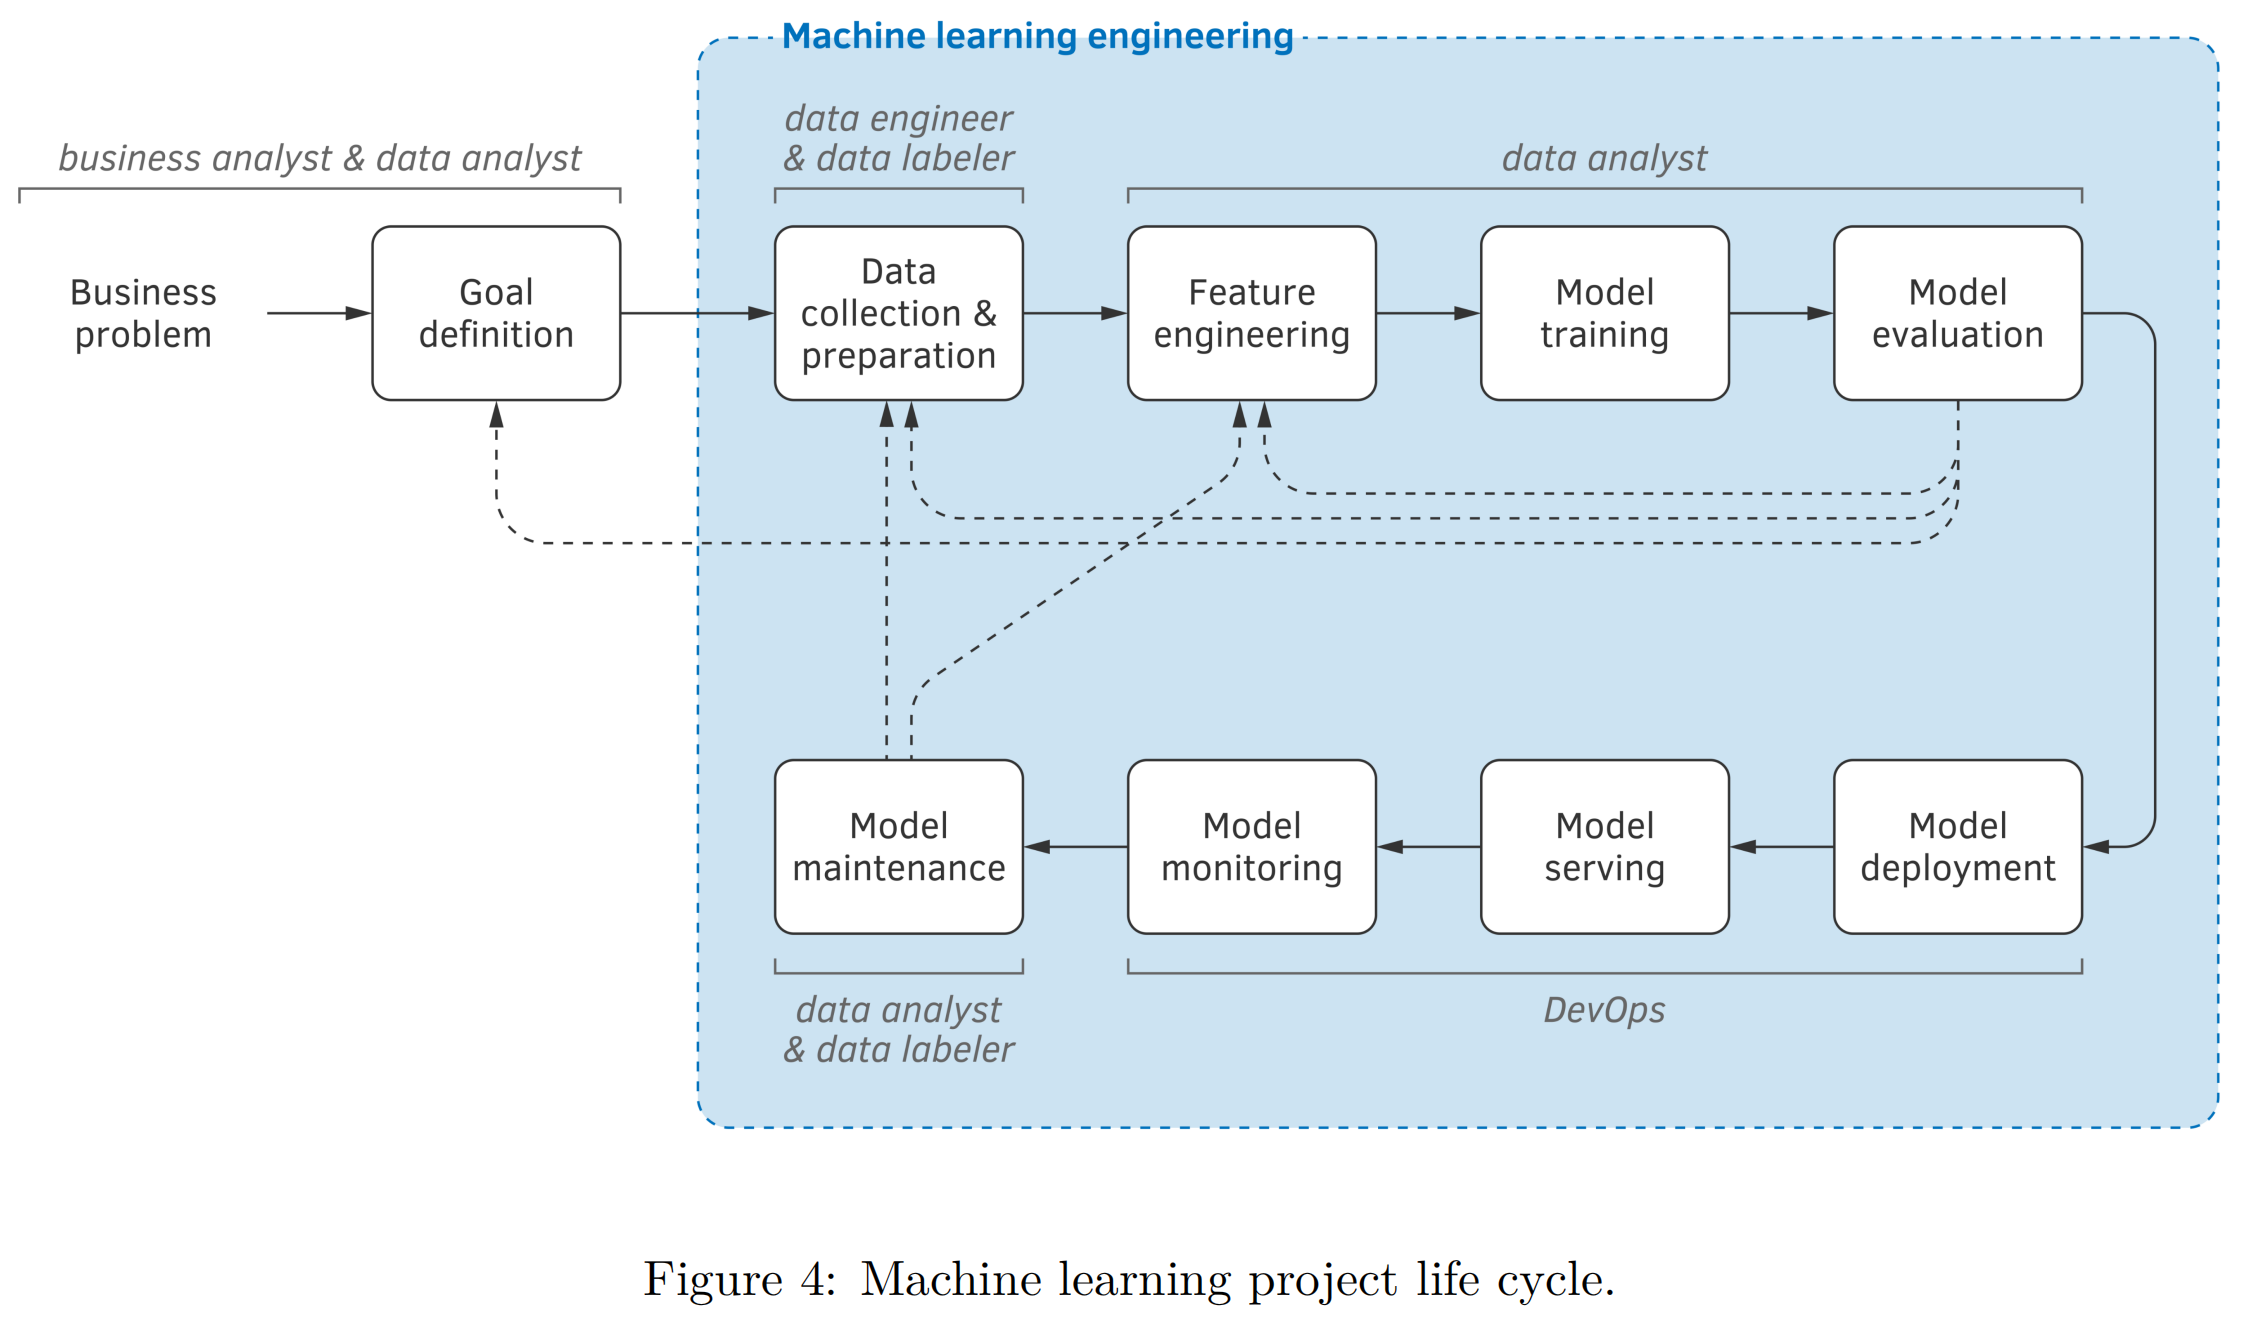 Machine learning engineering
business analyst & data analyst
data engineer
& data labeler
data analyst
Business
problem
Goal
definition
Data
collection &
preparation
Feature
engineering
Model
training
Model
evaluation
Model
maintenance
Model
monitoring
Model
serving
Model
deployment
data analyst
& data labeler
DevOps
Figure 4: Machine learning project life cycle.